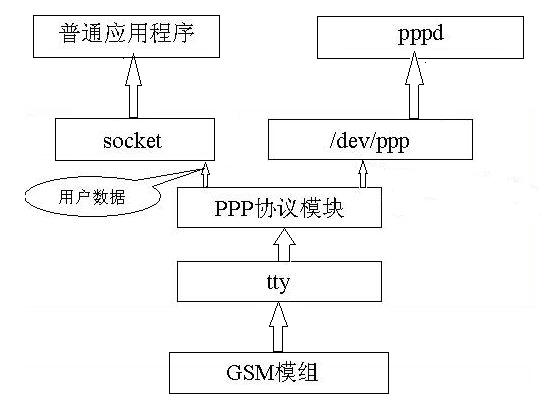 普通应用程序
pppd
socket
/dev/ppp
用户数据
PPP协议模块
tty
GSM模组